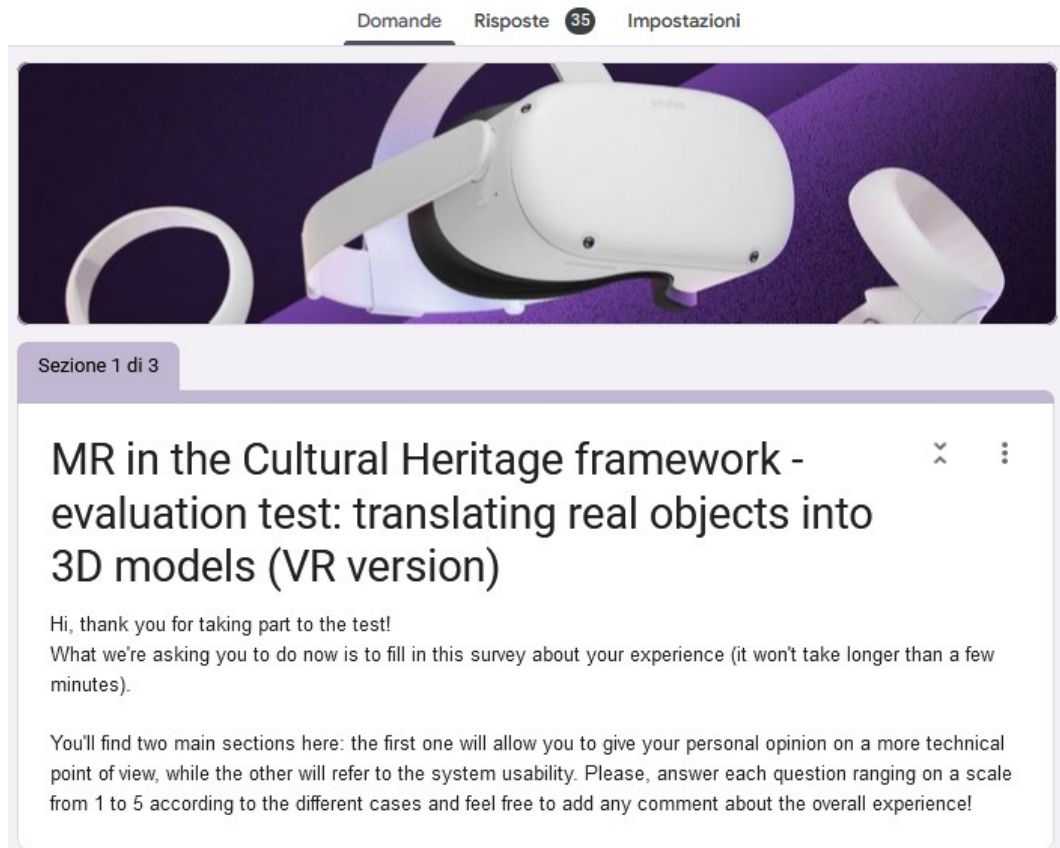 Domande Risposte 35 Impostazioni
oculus
Sezione 1 di 3
MR in the Cultural Heritage framework -
evaluation test: translating real objects into
3D models (VR version)
Hi, thank you for taking part to the test!
What we're asking you to do now is to fill in this survey about your experience (it won't take longer than a few
minutes).
You'll find two main sections here: the first one will allow you to give your personal opinion on a more technical
point of view, while the other will refer to the system usability. Please, answer each question ranging on a scale
from 1 to 5 according to the different cases and feel free to add any comment about the overall experience!